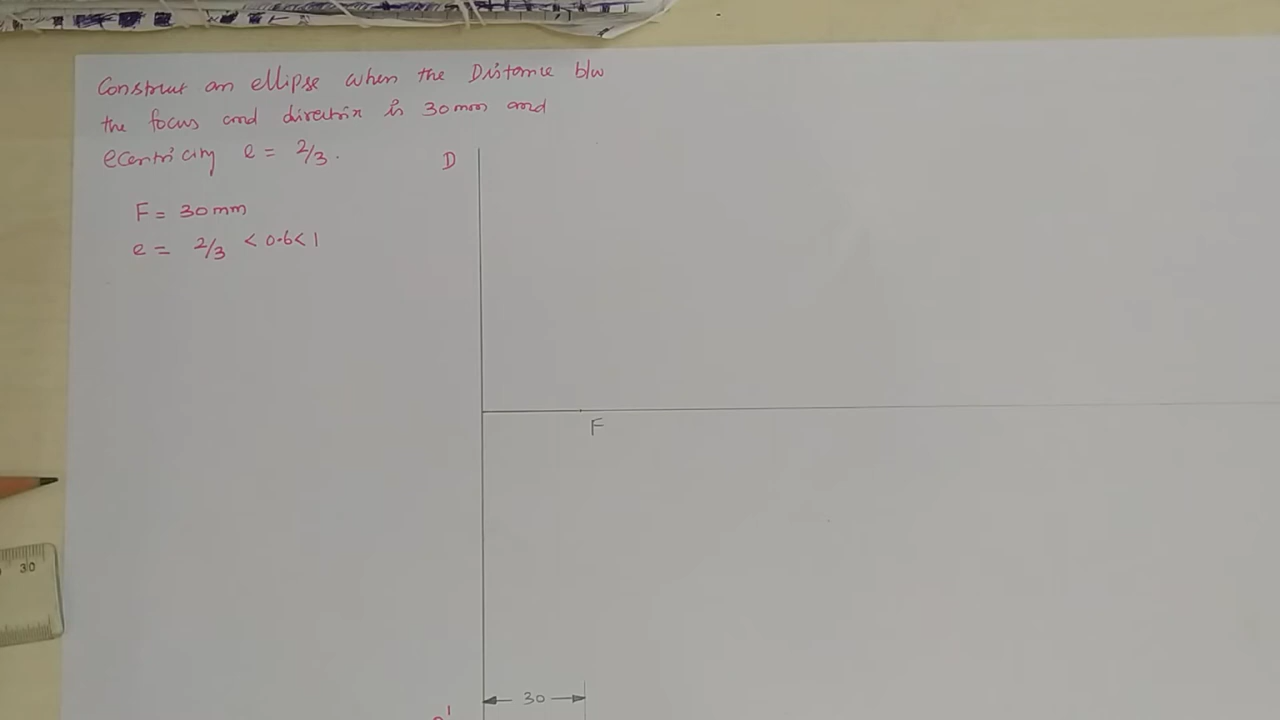 Construct an ellipse when the Distance b/w
the focus and directrix is 30mm and
eccentricity e = 2/3.
D
F = 30mm
e = 2/3 < 0.6 < 1
F
30
30